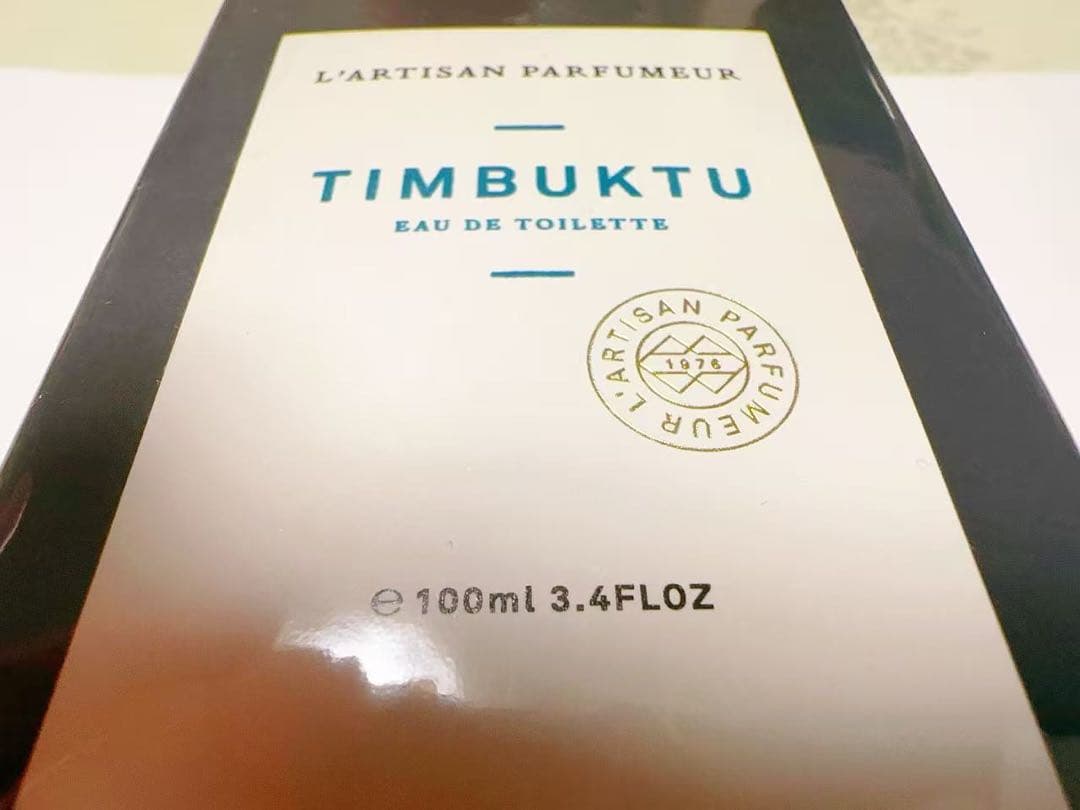 L'ARTISAN PARFUMEUR
TIMBUKTU
EAU DE TOILETTE
L'ARTISAN PARFUMEUR
1976
℮ 100ml 3.4FLOZ